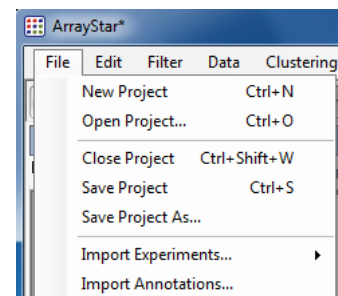 ArrayStar*
File Edit Filter Data Clustering
New Project Ctrl+N
Open Project... Ctrl+O
Close Project Ctrl+Shift+W
Save Project Ctrl+S
Save Project As...
Import Experiments...
Import Annotations...